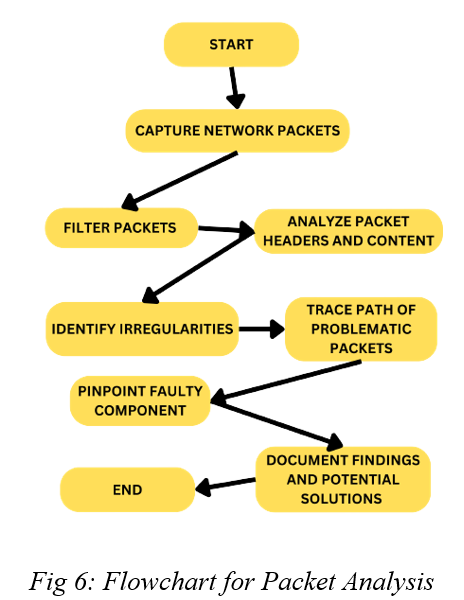 START
CAPTURE NETWORK PACKETS
FILTER PACKETS
ANALYZE PACKET
HEADERS AND CONTENT
IDENTIFY IRREGULARITIES
TRACE PATH OF
PROBLEMATIC
PACKETS
PINPOINT FAULTY
COMPONENT
DOCUMENT FINDINGS
AND POTENTIAL
SOLUTIONS
END
Fig 6: Flowchart for Packet Analysis